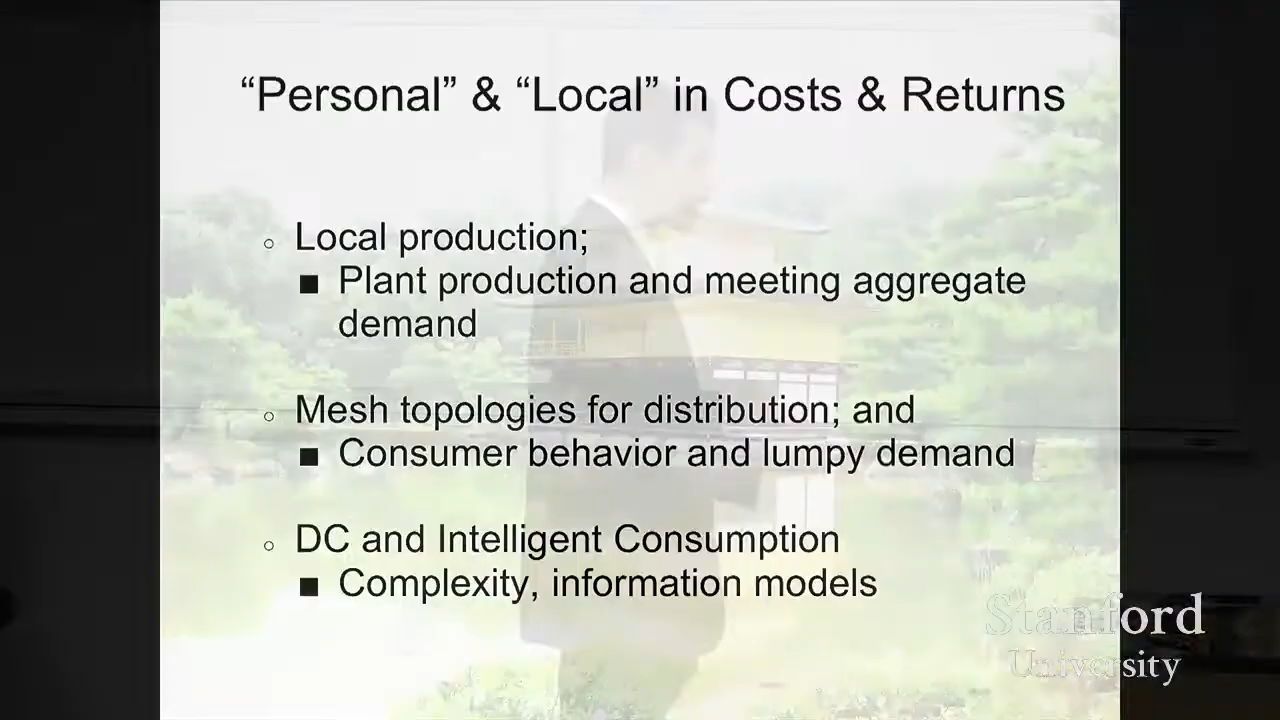 “Personal” & “Local” in Costs & Returns
○ Local production;
■ Plant production and meeting aggregate
demand
○ Mesh topologies for distribution; and
■ Consumer behavior and lumpy demand
○ DC and Intelligent Consumption
■ Complexity, information models
Stanford
University